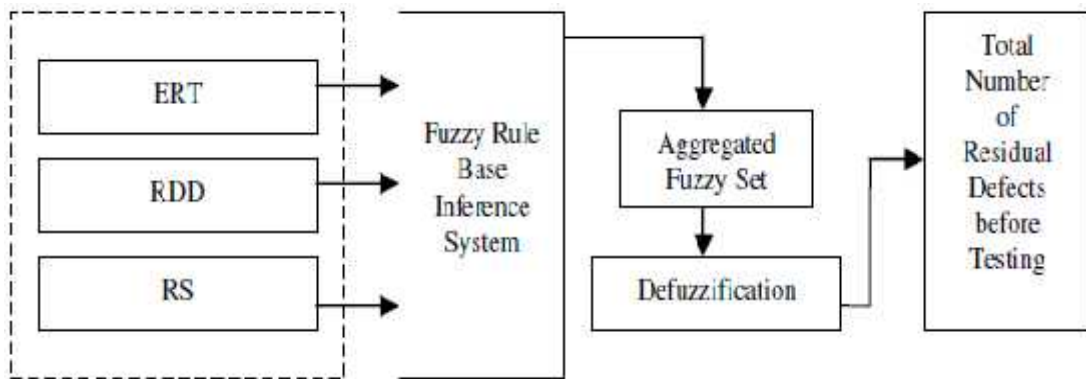 ERT
RDD
RS
Fuzzy Rule
Base
Inference
System
Aggregated
Fuzzy Set
Defuzzification
Total
Number
of
Residual
Defects
before
Testing